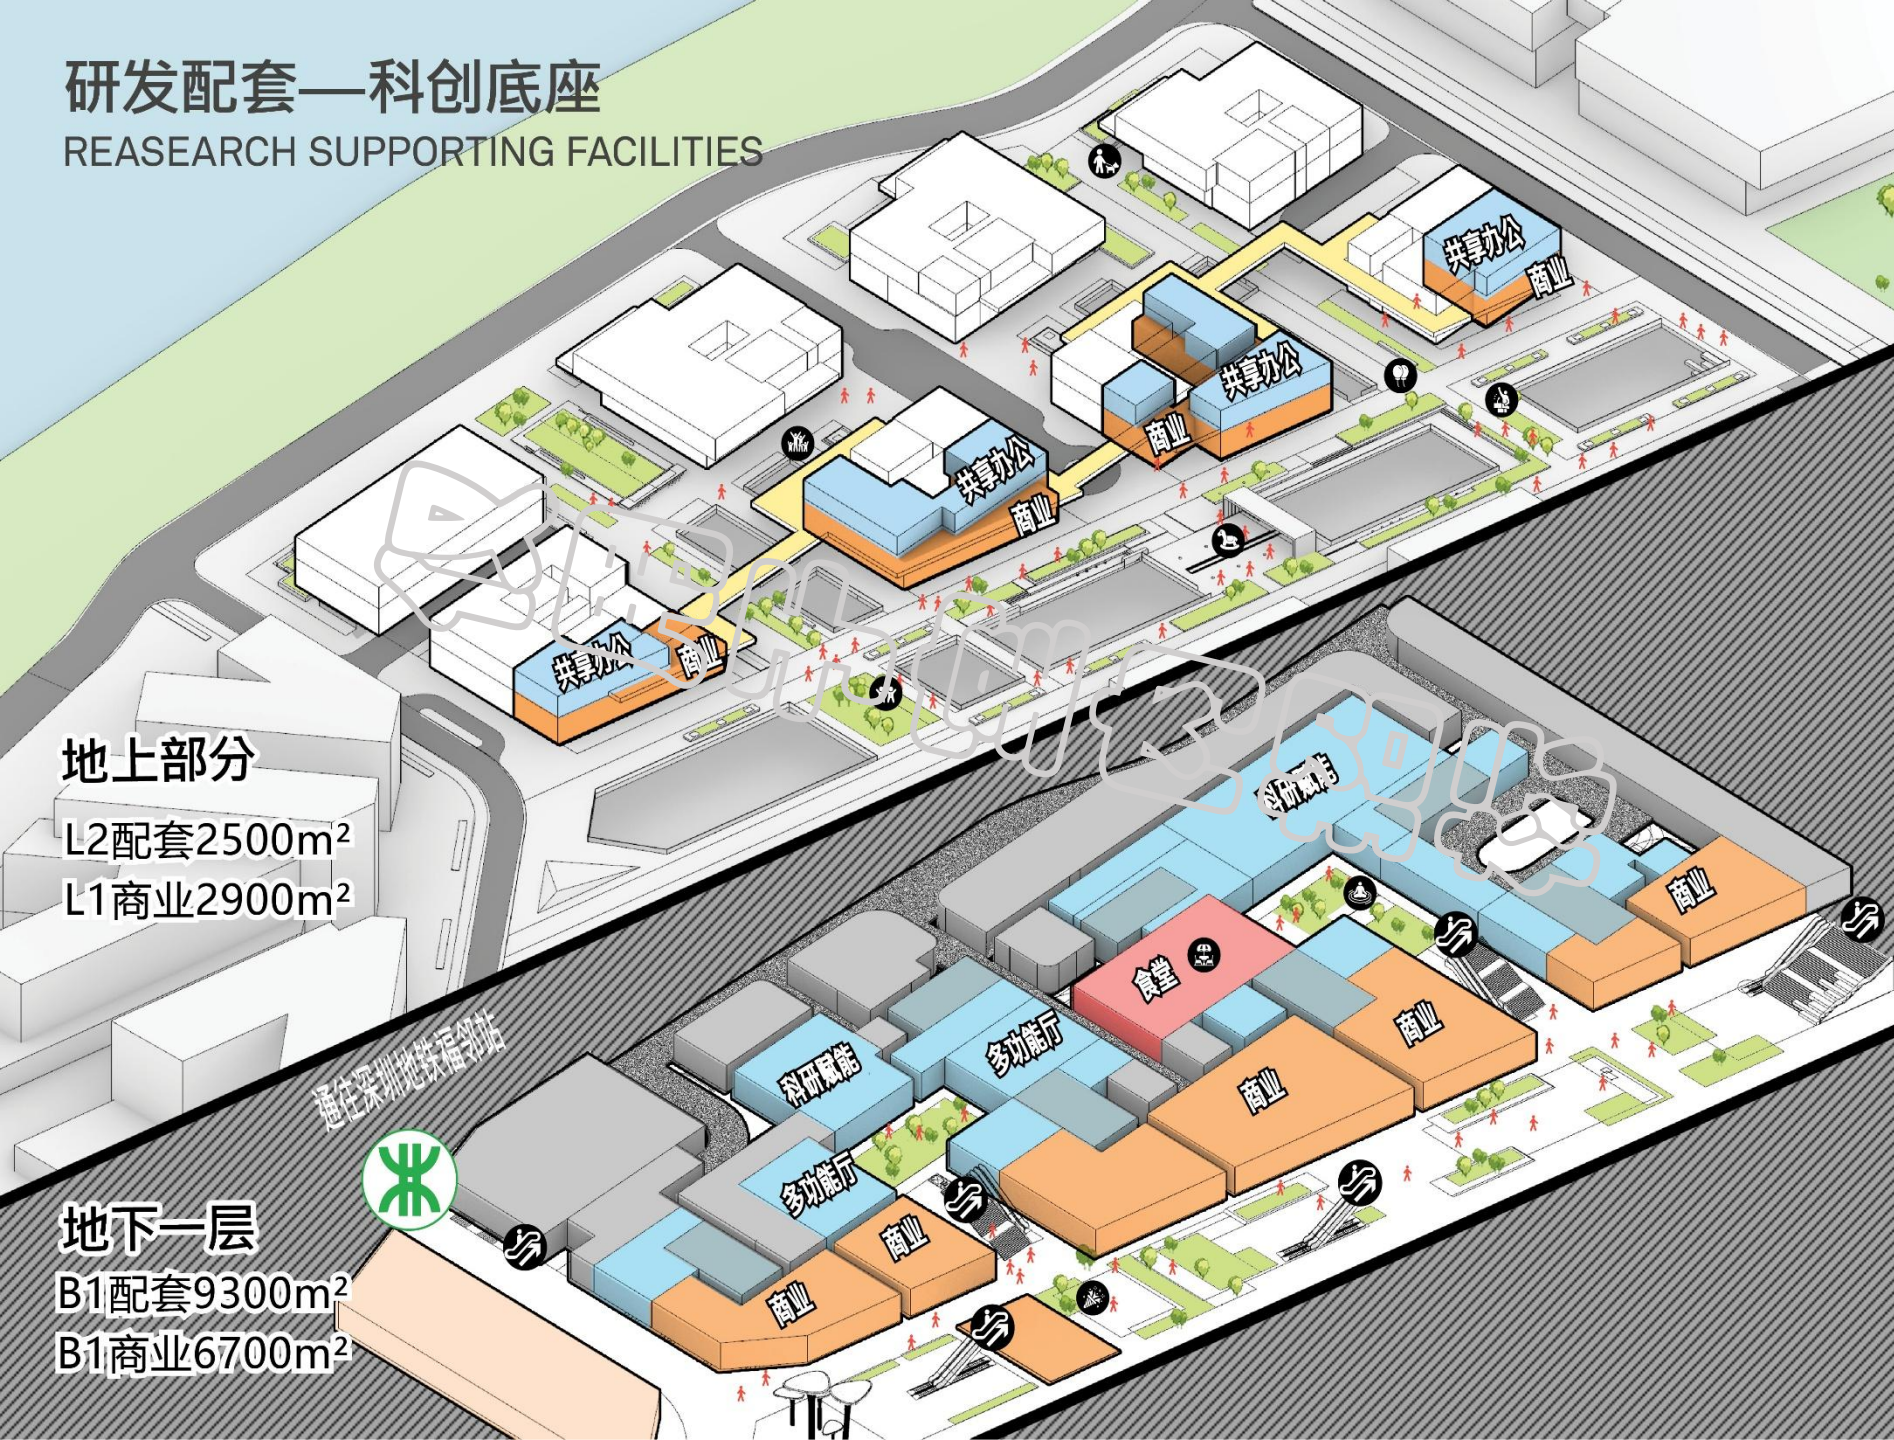 研发配套—科创底座
REASEARCH SUPPORTING FACILITIES
共享办公
商业
共享办公
商业
共享办公
商业
共享办公
商业
地上部分
L2配套2500m²
L1商业2900m²
科研赋能
商业
食堂
商业
多功能厅
科研赋能
商业
通往深圳地铁福邻站
多功能厅
商业
商业
地下一层
B1配套9300m²
B1商业6700m²